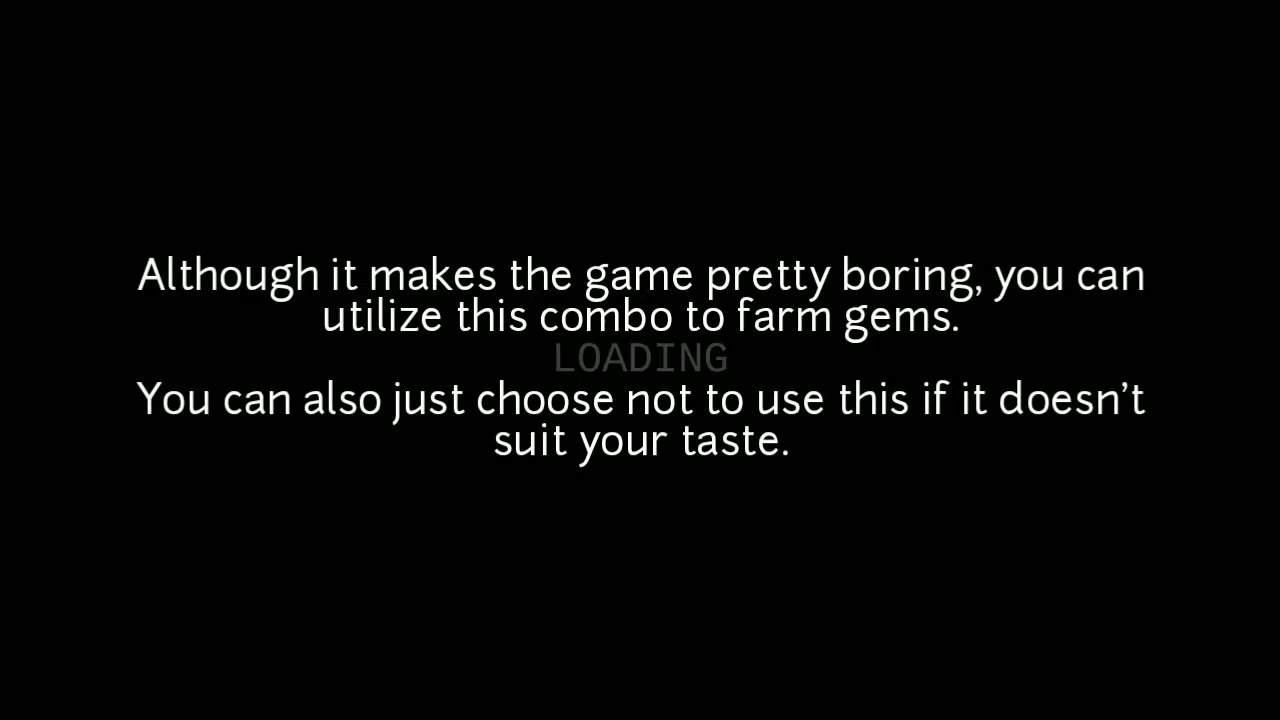 Although it makes the game pretty boring, you can
utilize this combo to farm gems.
LOADING
You can also just choose not to use this if it doesn’t
suit your taste.